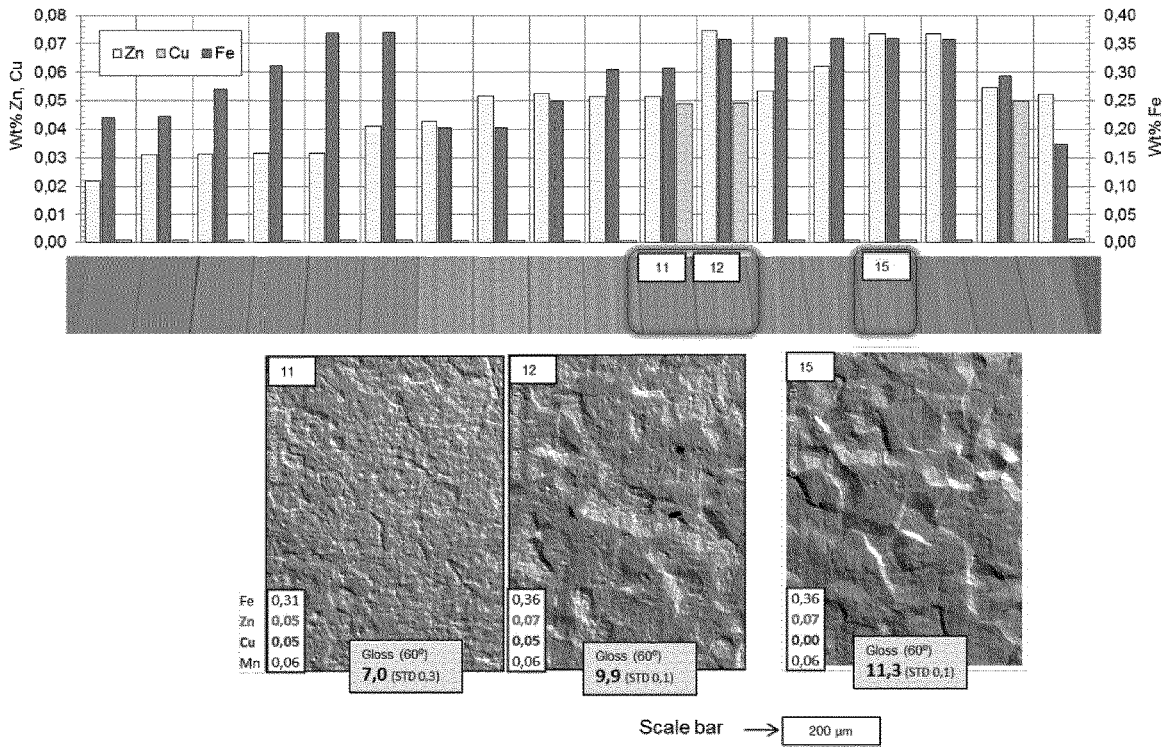 0,08
0,07
0,06
0,05
0,04
0,03
0,02
0,01
0,00
Wt% Zn, Cu
Zn Cu Fe
0,40
0,35
0,30
0,25
0,20
0,15
0,10
0,05
0,00
Wt% Fe
11 12 15
11
12
15
Fe 0,31
Zn 0,05
Cu 0,05
Mn 0,06
Gloss (60º)
7,0 (STD 0,3)
0,36
0,07
0,05
0,06
Gloss (60º)
9,9 (STD 0,1)
0,36
0,07
0,00
0,06
Gloss (60º)
11,3 (STD 0,1)
Scale bar → 200 µm